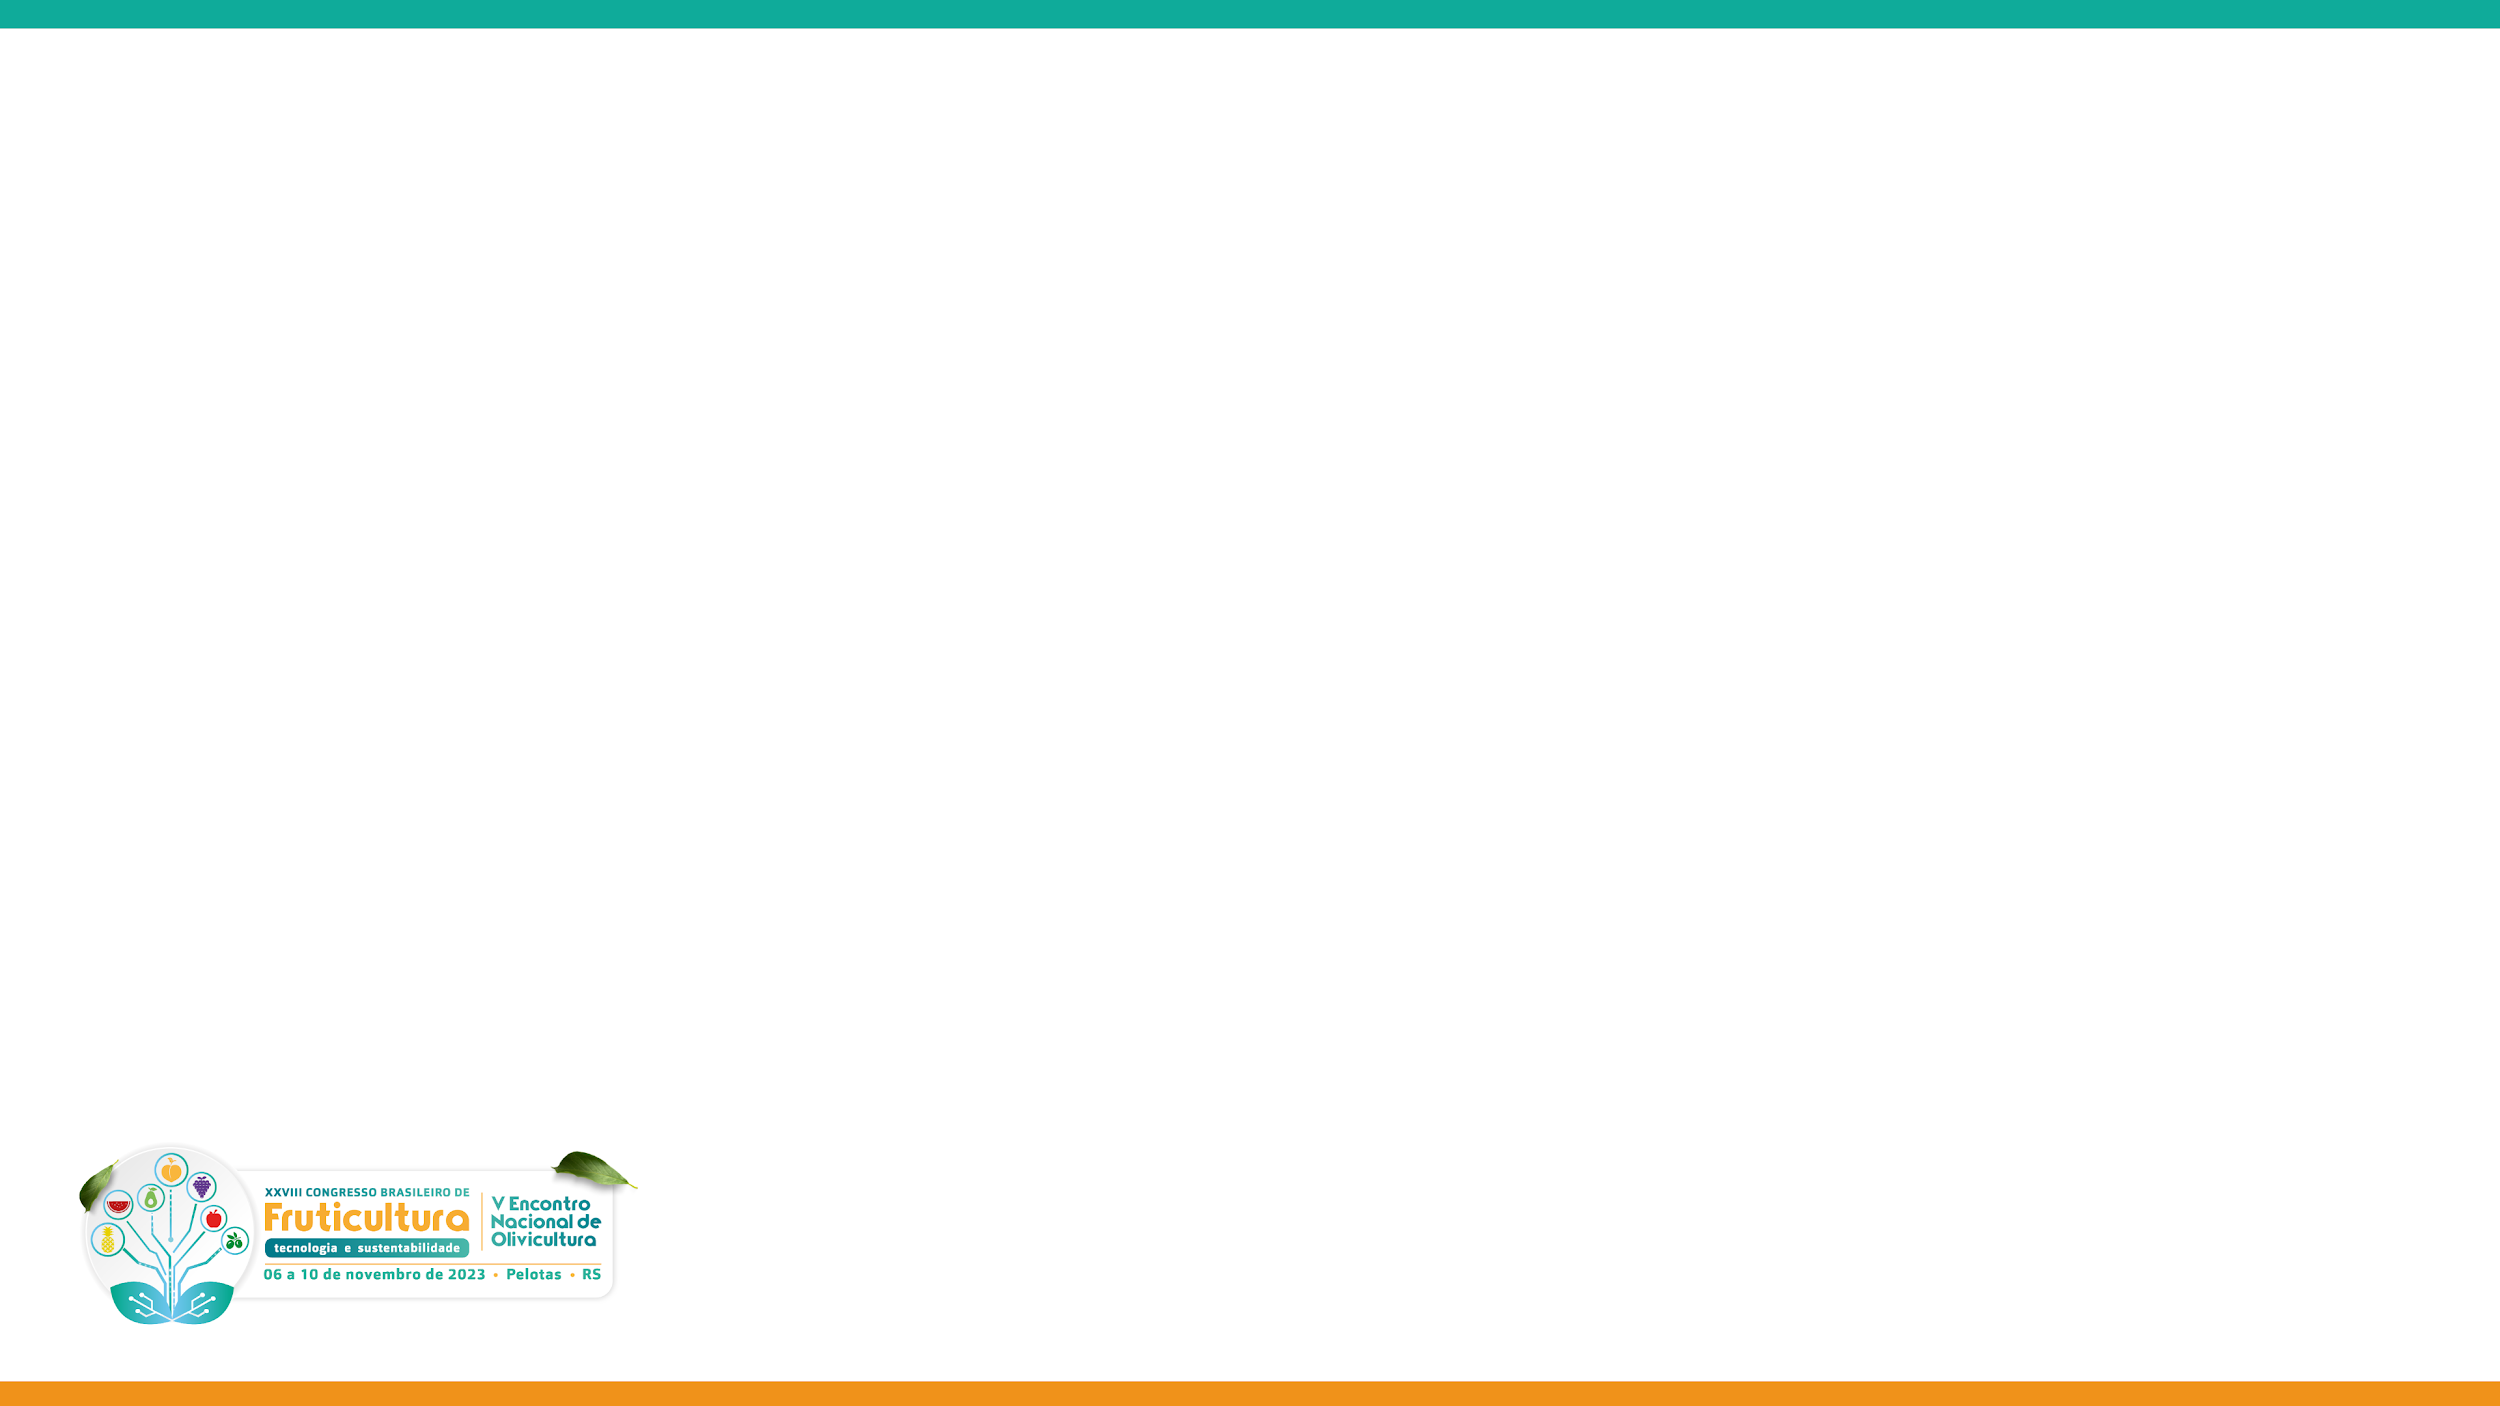 XXVIII CONGRESSO BRASILEIRO DE
Fruticultura
tecnologia e sustentabilidade
V Encontro
Nacional de
Olivicultura
06 a 10 de novembro de 2023 • Pelotas • RS